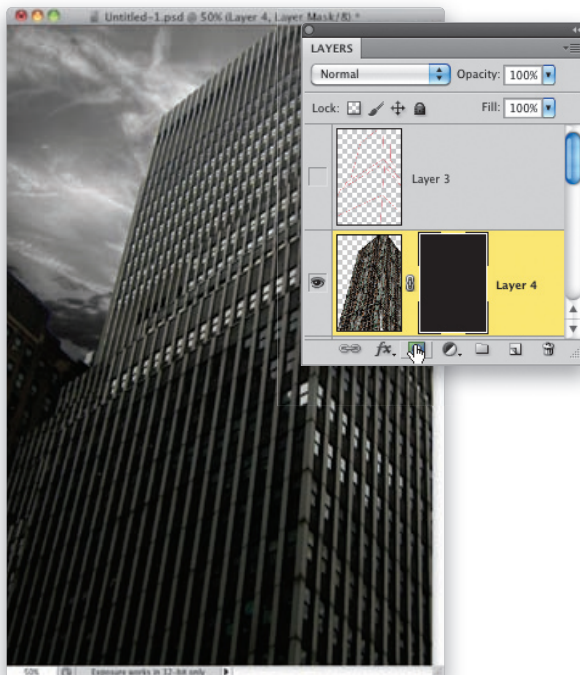 Untitled-1.psd @ 50% (Layer 4, Layer Mask/8) *
LAYERS
Normal Opacity: 100%
Lock: Fill: 100%
Layer 3
Layer 4
fx
50% Exposure works in 32-bit only